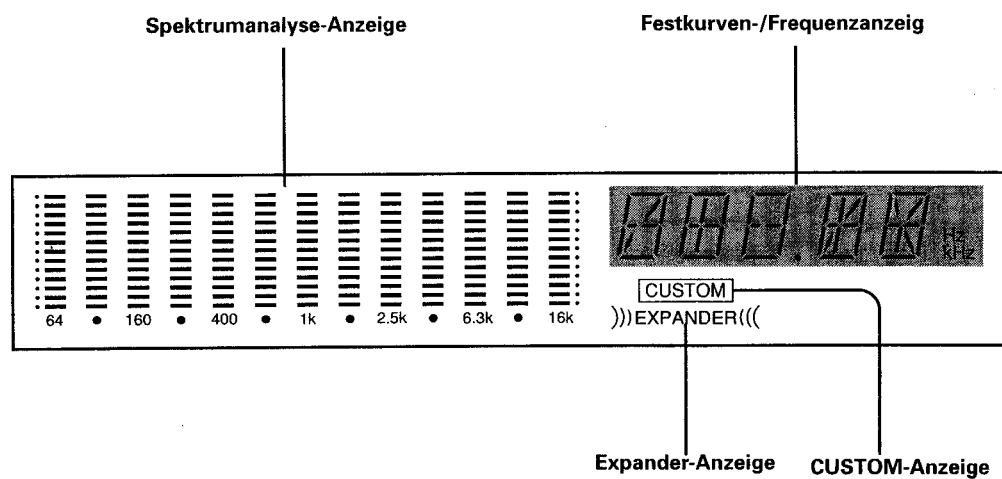 Spektrumanalyse-Anzeige
Festkurven-/Frequenzanzeig
Hz
kHz
CUSTOM
64 • 160 • 400 • 1k • 2.5k • 6.3k • 16k
)))EXPANDER(((
Expander-Anzeige
CUSTOM-Anzeige